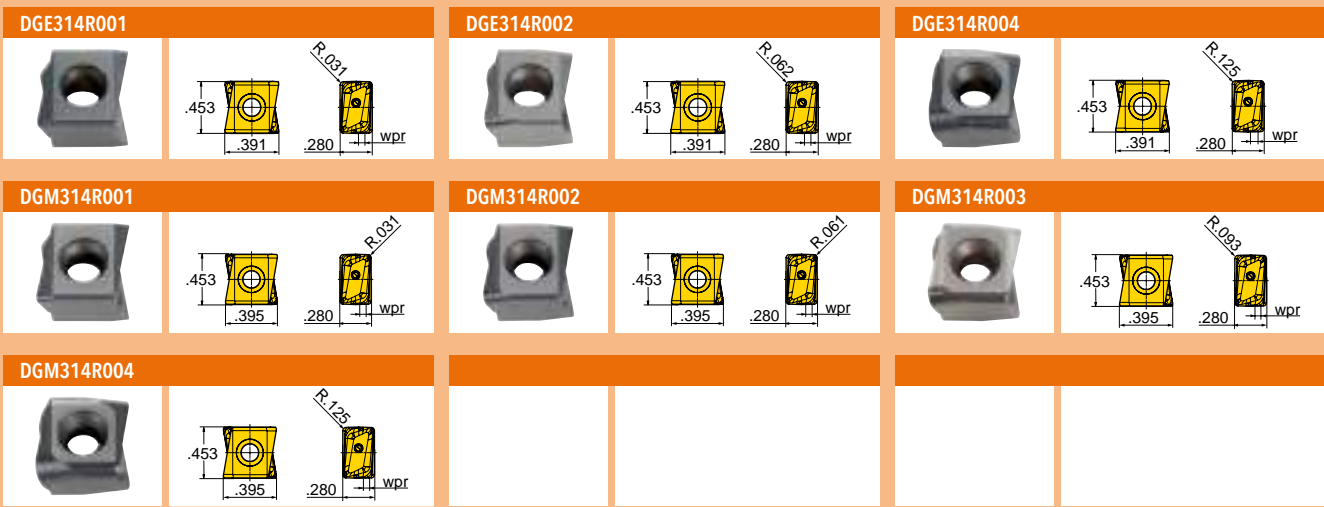 DGE314R001
R.031
.453
.391
.280
wpr
DGE314R002
R.062
.453
.391
.280
wpr
DGE314R004
R.125
.453
.391
.280
wpr
DGM314R001
R.031
.453
.395
.280
wpr
DGM314R002
R.061
.453
.395
.280
wpr
DGM314R003
R.093
.453
.395
.280
wpr
DGM314R004
R.125
.453
.395
.280
wpr